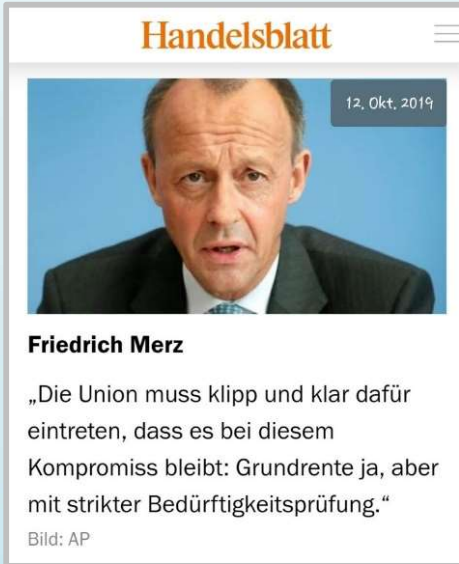 Handelsblatt
12. Okt. 2019
Friedrich Merz
„Die Union muss klipp und klar dafür
eintreten, dass es bei diesem
Kompromiss bleibt: Grundrente ja, aber
mit strikter Bedürftigkeitsprüfung.“
Bild: AP